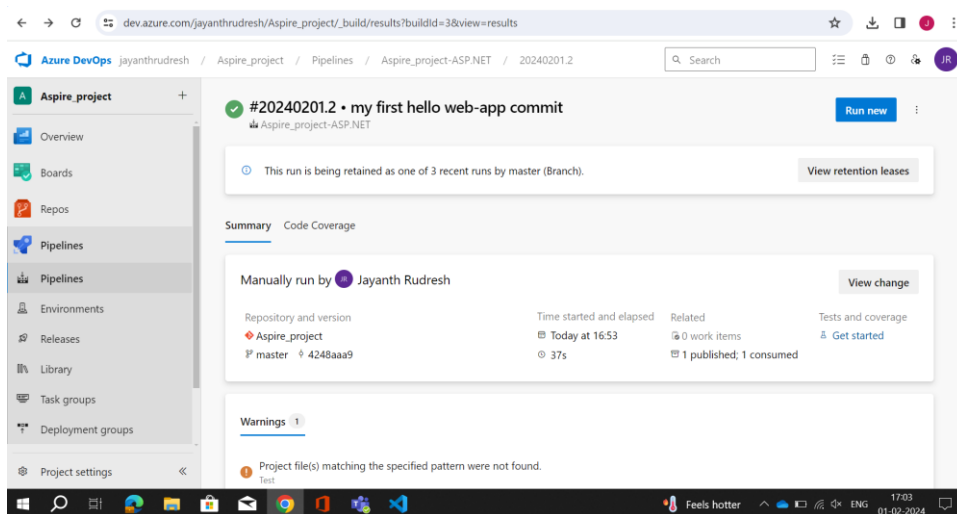 dev.azure.com/jayanthrudresh/Aspire_project/_build/results?buildId=3&view=results
J
Azure DevOps jayanthrudresh / Aspire_project / Pipelines / Aspire_project-ASP.NET / 20240201.2
Search
JR
A Aspire_project +
Overview
Boards
Repos
Pipelines
Pipelines
Environments
Releases
Library
Task groups
Deployment groups
Project settings
#20240201.2 • my first hello web-app commit
Aspire_project-ASP.NET
Run new
This run is being retained as one of 3 recent runs by master (Branch).
View retention leases
Summary Code Coverage
Manually run by JR Jayanth Rudresh
View change
Repository and version
Aspire_project
master 4248aaa9
Time started and elapsed
Today at 16:53
37s
Related
0 work items
1 published; 1 consumed
Tests and coverage
Get started
Warnings 1
Project file(s) matching the specified pattern were not found.
Test
Feels hotter
ENG
17:03
01-02-2024